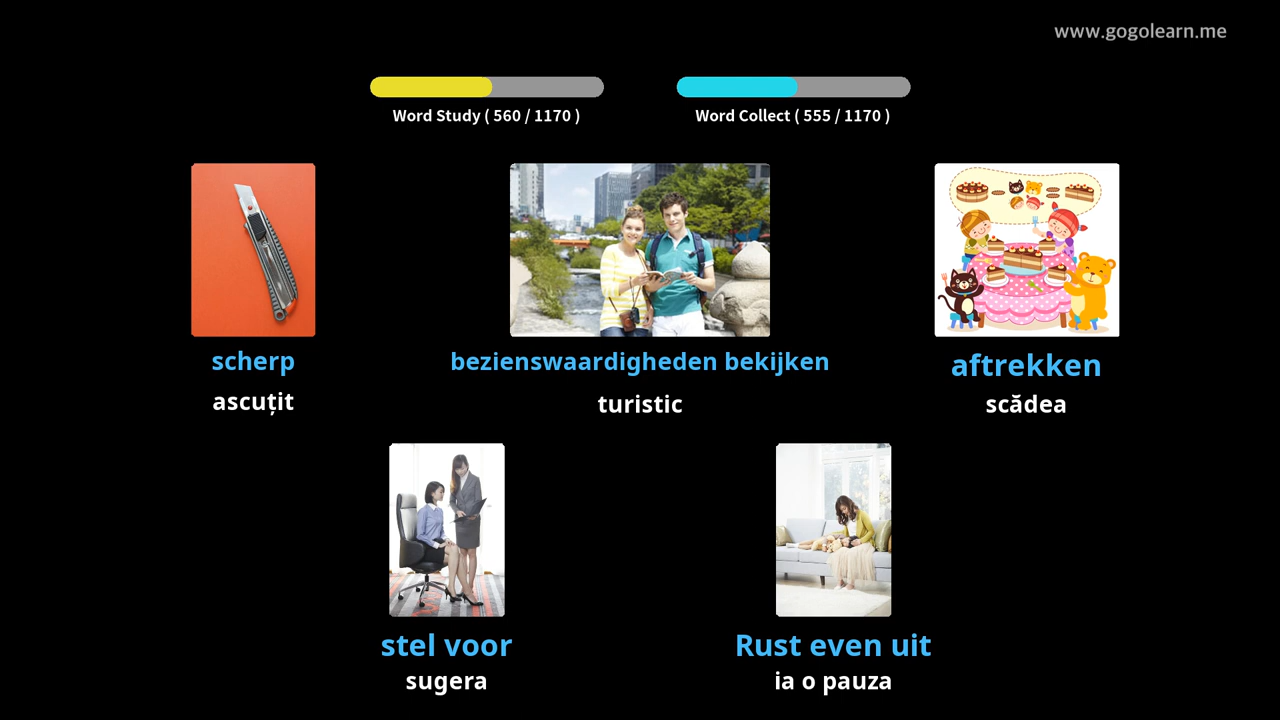 www.gogolearn.me
Word Study ( 560 / 1170 )
Word Collect ( 555 / 1170 )
scherp
ascuțit
bezienswaardigheden bekijken
turistic
aftrekken
scădea
stel voor
sugera
Rust even uit
ia o pauza